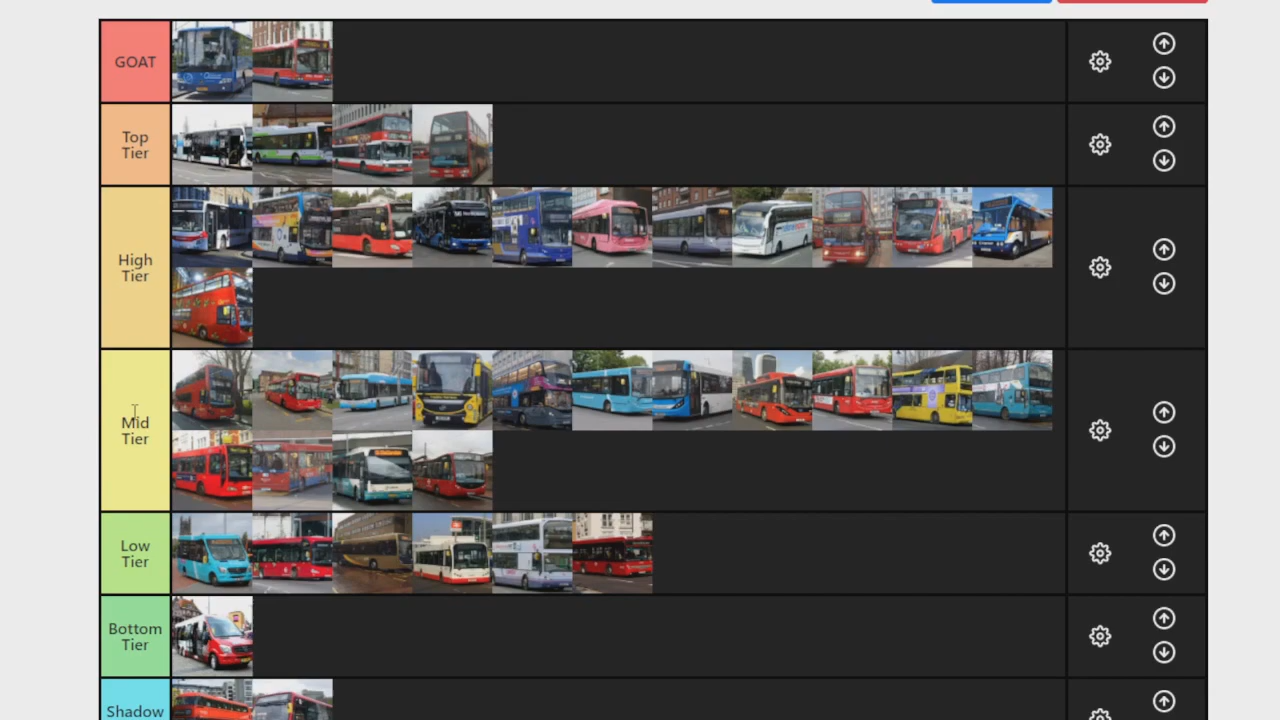 GOAT
Top
Tier
High
Tier
Mid
Tier
Low
Tier
Bottom
Tier
Shadow